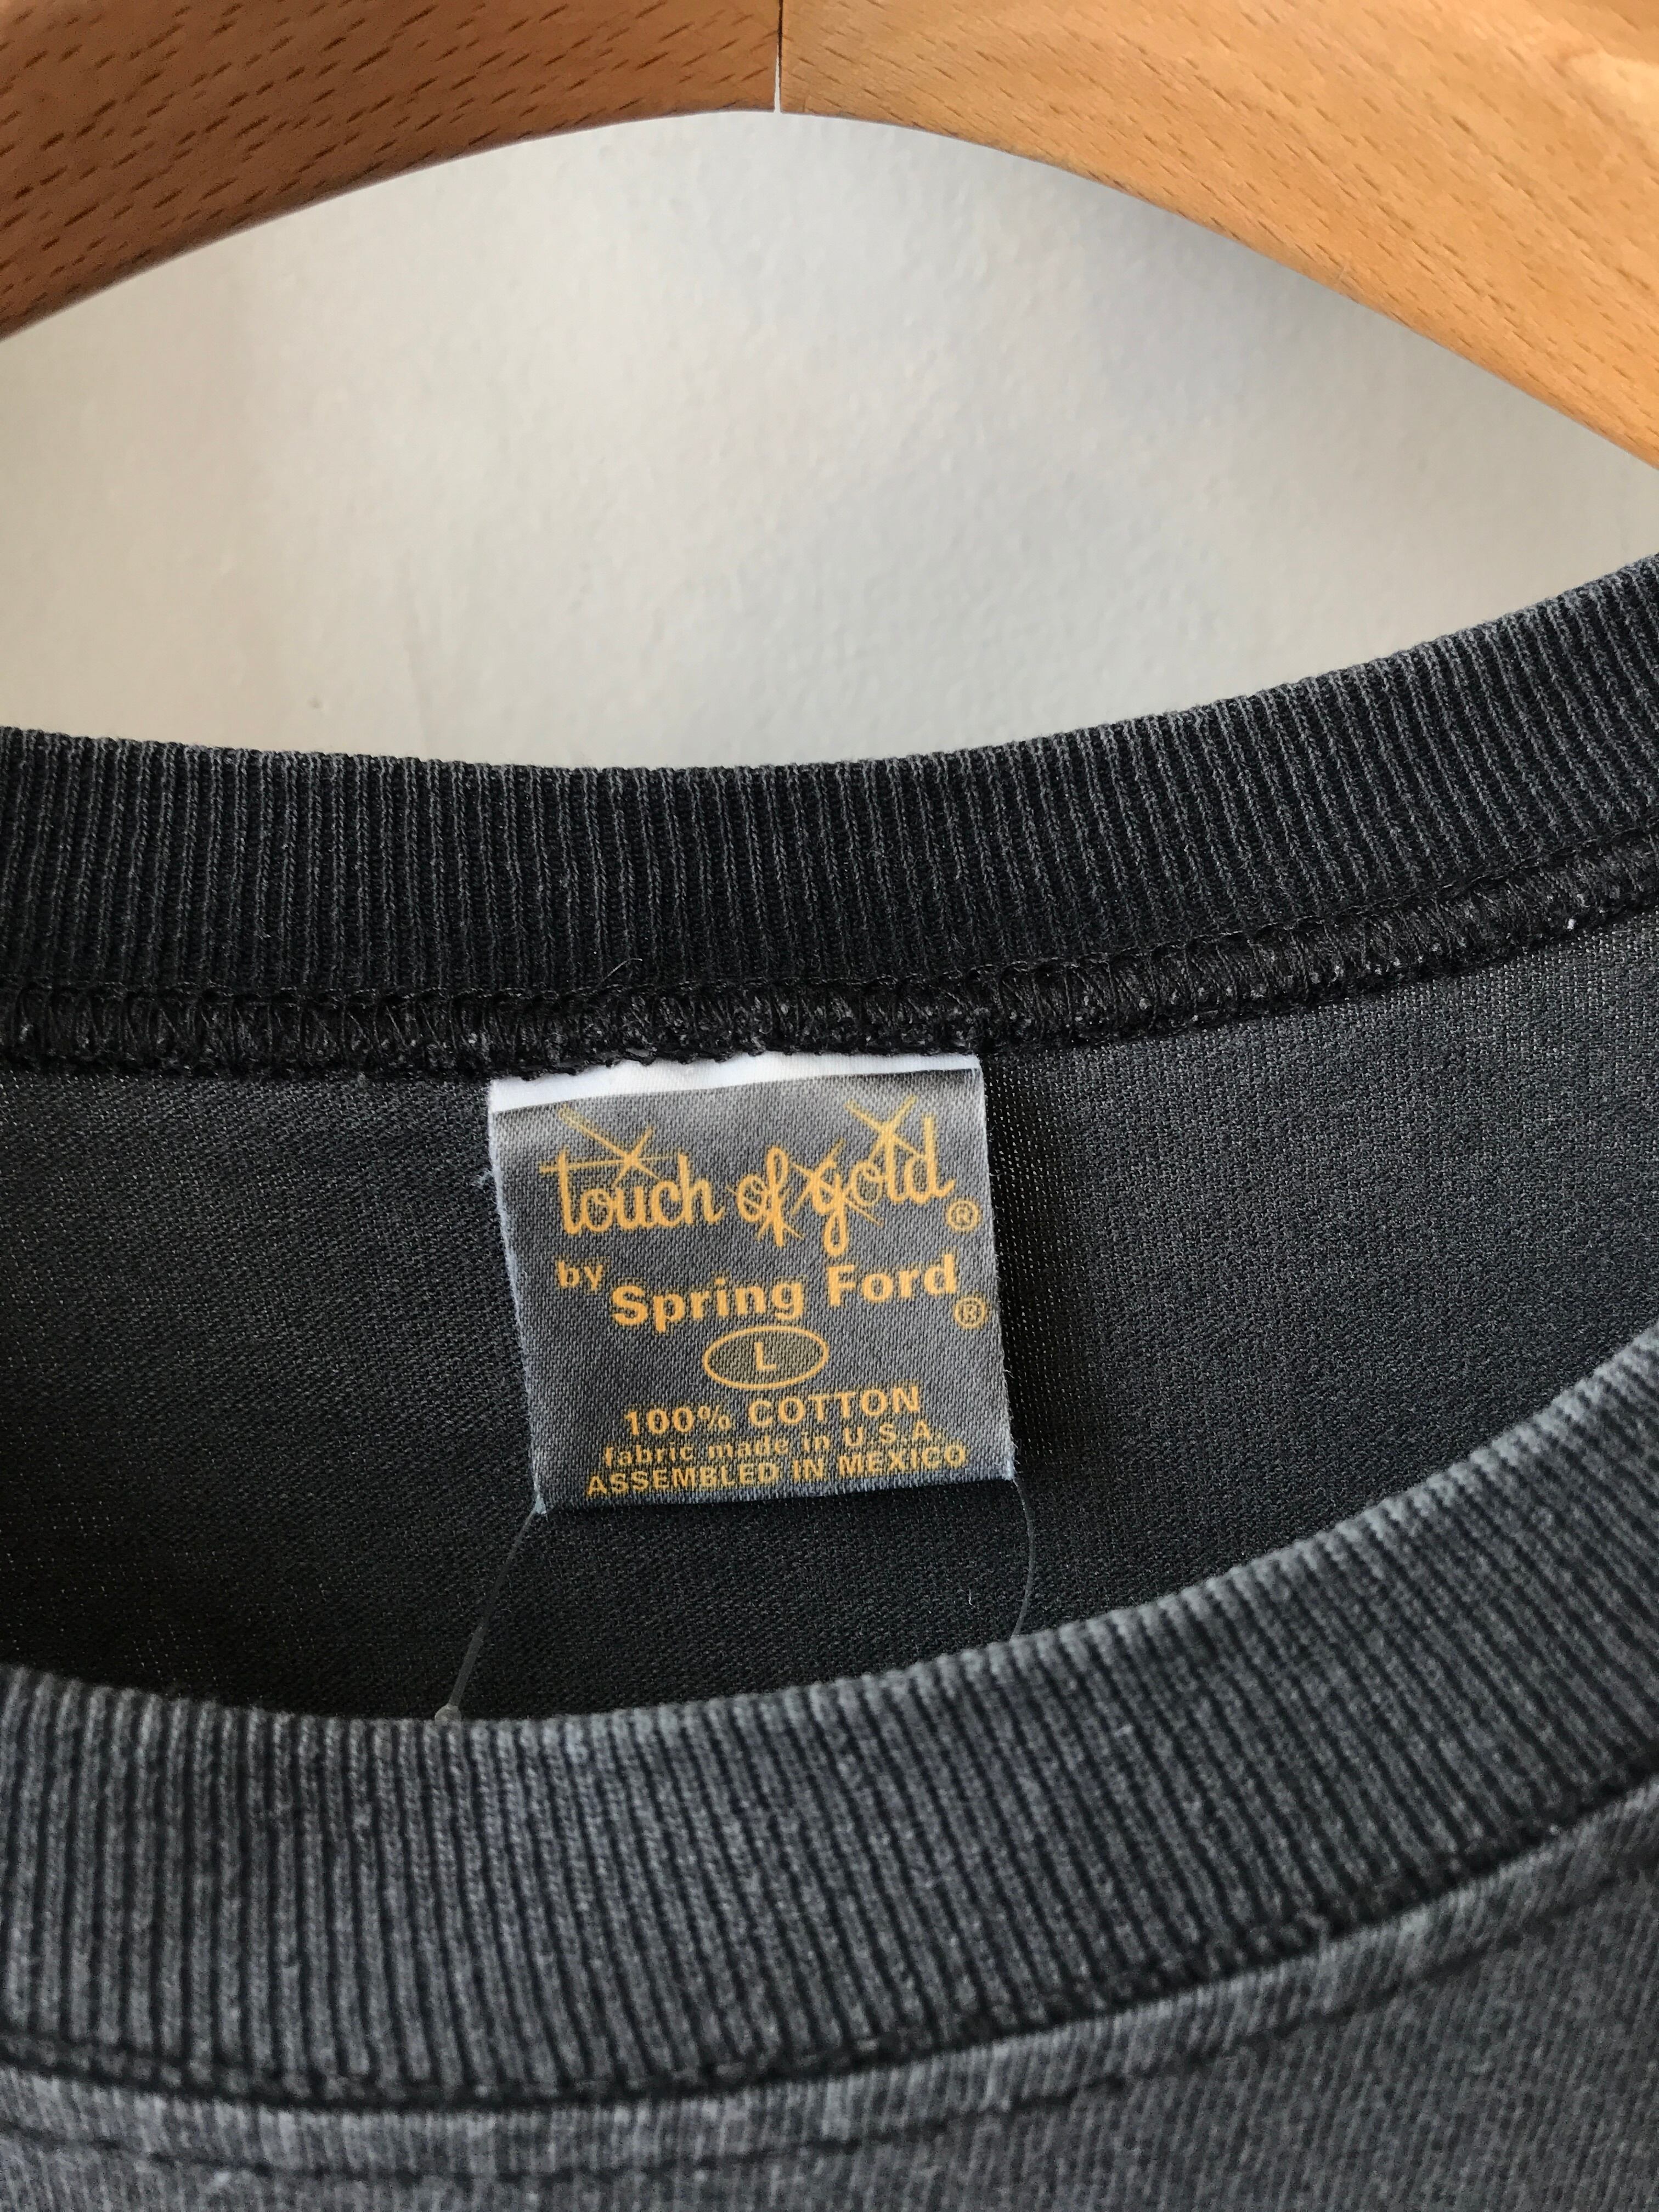 touch of gold®
by Spring Ford®
L
100% COTTON
fabric made in U.S.A.
ASSEMBLED IN MEXICO